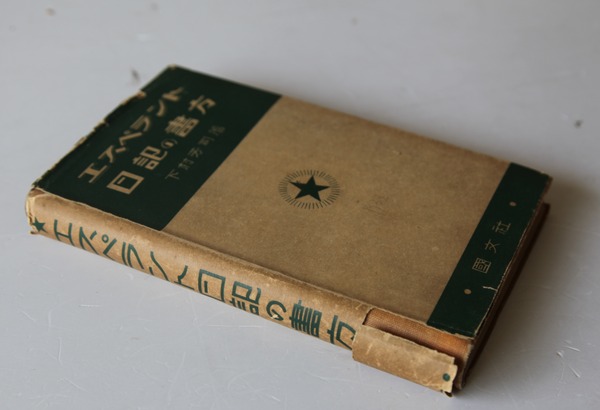 エスペラント
日記の書方
下村芳司著
國文社
エスペラント日記の書方